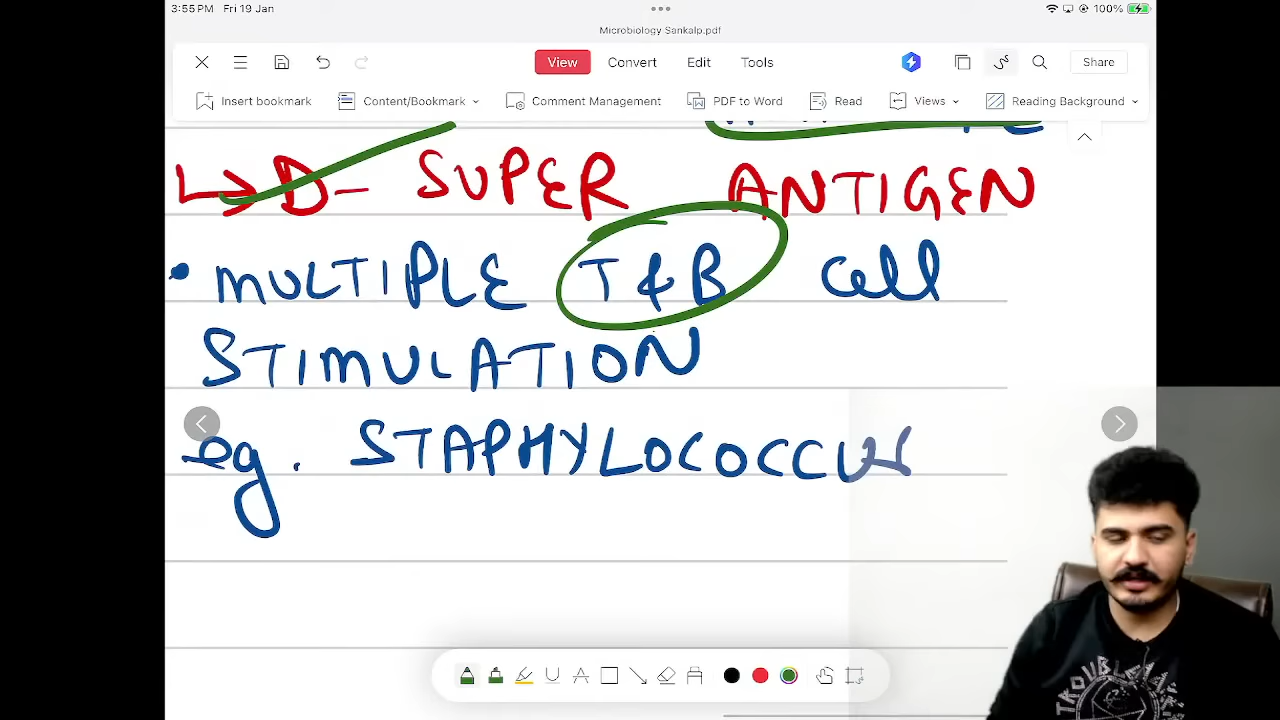 3:55 PM Fri 19 Jan
100%
Microbiology Sankalp.pdf
View Convert Edit Tools Share
Insert bookmark Content/Bookmark Comment Management PDF to Word Read Views Reading Background
↳ D- SUPER ANTIGEN
• MULTIPLE T & B cell
STIMULATION
eg. STAPHYLOCOCCUS